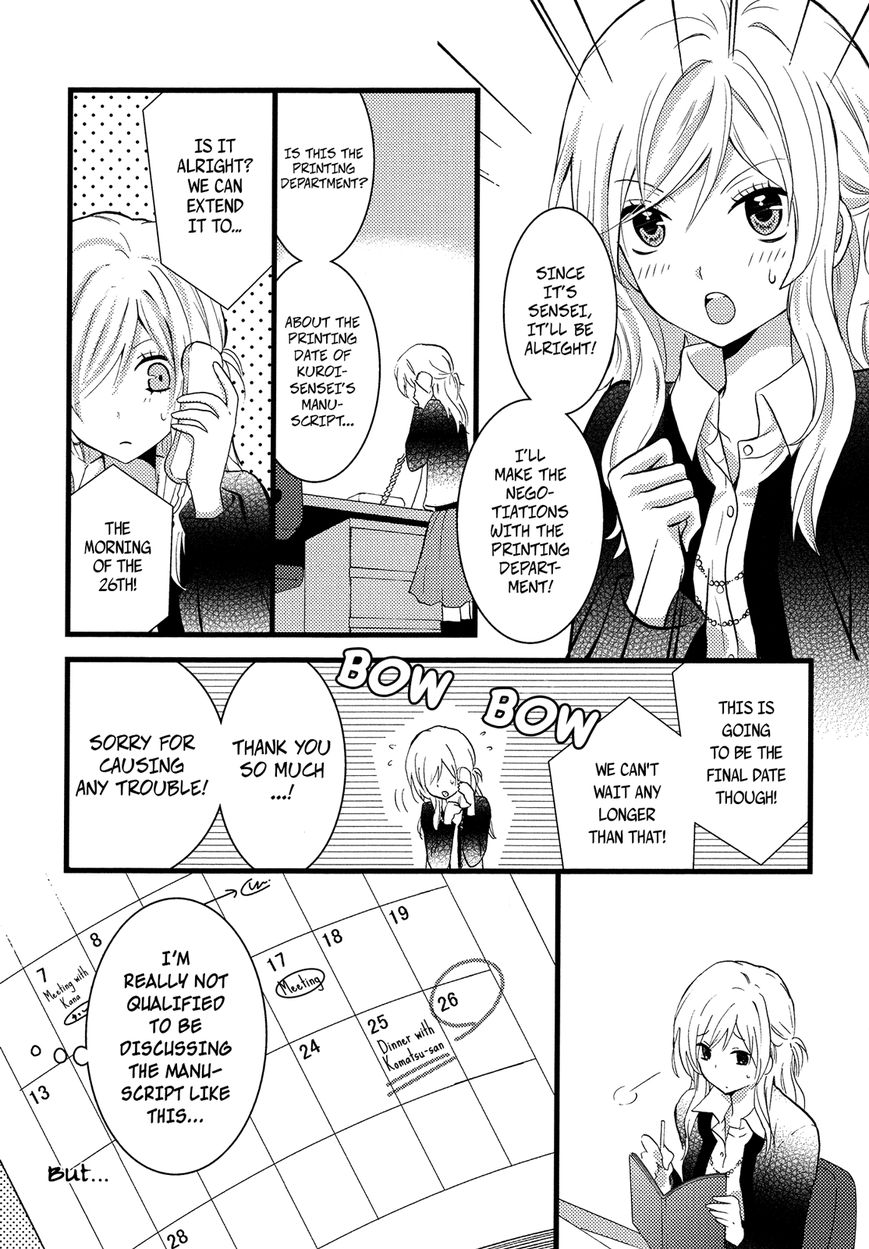 SINCE
IT'S
SENSEI,
IT'LL BE
ALRIGHT!
I'LL
MAKE THE
NEGO-
TIATIONS
WITH THE
PRINTING
DEPART-
MENT!
IS THIS THE
PRINTING
DEPARTMENT?
ABOUT THE
PRINTING
DATE OF
KUROI-
SENSEI'S
MANU-
SCRIPT...
IS IT
ALRIGHT?
WE CAN
EXTEND
IT TO...
THE
MORNING
OF THE
26TH!
THIS IS
GOING
TO BE THE
FINAL DATE
THOUGH!
WE CAN'T
WAIT ANY
LONGER
THAN THAT!
BOW
BOW
THANK YOU
SO MUCH
...!
SORRY FOR
CAUSING
ANY TROUBLE!
7
Meeting with
Kana
8
17
Meeting
18
19
13
24
25
Dinner with
Komatsu-san
26
28
I'M
REALLY NOT
QUALIFIED
TO BE
DISCUSSING
THE MANU-
SCRIPT LIKE
THIS...
But...